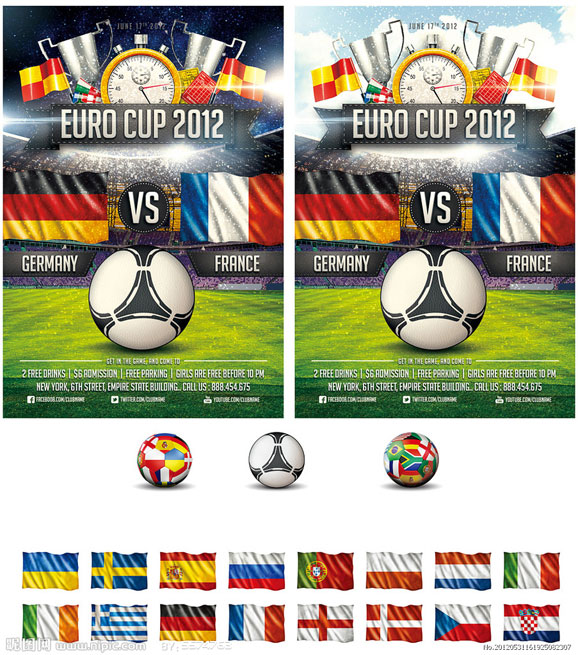 JUNE 17TH 2012
EURO CUP 2012
VS
GERMANY
FRANCE
GET IN THE GAME, AND COME TO
2 FREE DRINKS | $6 ADMISSION | FREE PARKING | GIRLS ARE FREE BEFORE 10 PM
NEW YORK, 6TH STREET, EMPIRE STATE BUILDING.. CALL US : 888.454.675
FACEBOOK.COM/CLUBNAME
TWITTER.COM/CLUBNAME
YOUTUBE.COM/CLUBNAME
JUNE 17TH 2012
EURO CUP 2012
VS
GERMANY
FRANCE
GET IN THE GAME, AND COME TO
2 FREE DRINKS | $6 ADMISSION | FREE PARKING | GIRLS ARE FREE BEFORE 10 PM
NEW YORK, 6TH STREET, EMPIRE STATE BUILDING.. CALL US : 888.454.675
FACEBOOK.COM/CLUBNAME
TWITTER.COM/CLUBNAME
YOUTUBE.COM/CLUBNAME
昵图网 www.nipic.com
No.20120531161925082307